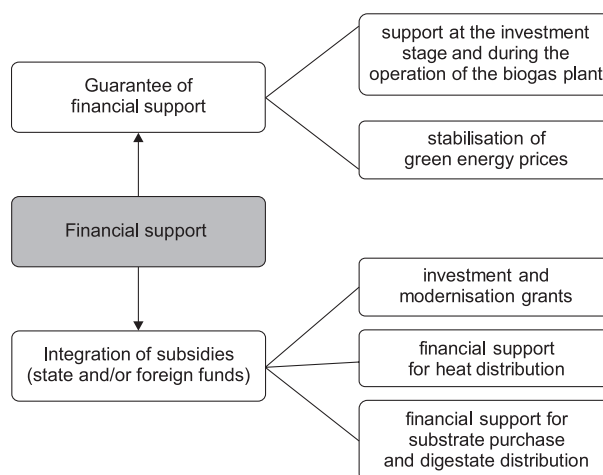 support at the investment
stage and during the
operation of the biogas plant
Guarantee of
financial support
stabilisation of
green energy prices
Financial support
investment and
modernisation grants
Integration of subsidies
(state and/or foreign funds)
financial support
for heat distribution
financial support for
substrate purchase
and digestate distribution